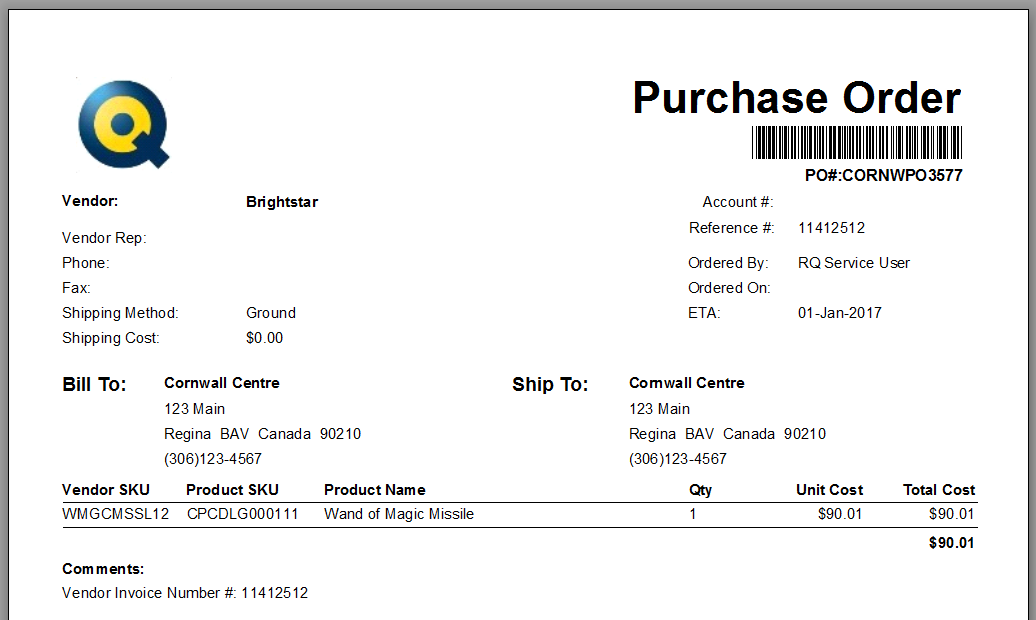 Purchase Order
PO#:CORNWPO3577
Vendor: Brightstar
Account #:
Reference #: 11412512
Vendor Rep:
Phone:
Ordered By: RQ Service User
Fax:
Ordered On:
Shipping Method: Ground
ETA: 01-Jan-2017
Shipping Cost: $0.00
Bill To: Cornwall Centre
123 Main
Regina BAV Canada 90210
(306)123-4567
Ship To: Cornwall Centre
123 Main
Regina BAV Canada 90210
(306)123-4567
Vendor SKU Product SKU Product Name Qty Unit Cost Total Cost
WMGCMSSL12 CPCDLG000111 Wand of Magic Missile 1 $90.01 $90.01
$90.01
Comments:
Vendor Invoice Number #: 11412512